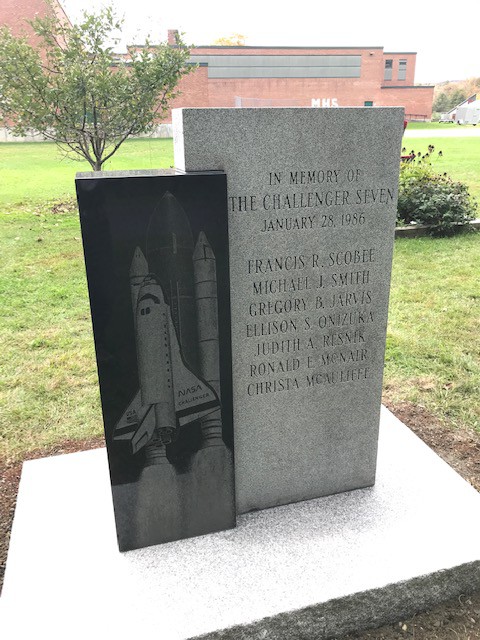 MHS
IN MEMORY OF
THE CHALLENGER SEVEN
JANUARY 28, 1986
FRANCIS R. SCOBEE
MICHAEL J. SMITH
GREGORY B. JARVIS
ELLISON S. ONIZUKA
JUDITH A. RESNIK
RONALD E. MCNAIR
CHRISTA MCAULIFFE
NASA
CHALLENGER